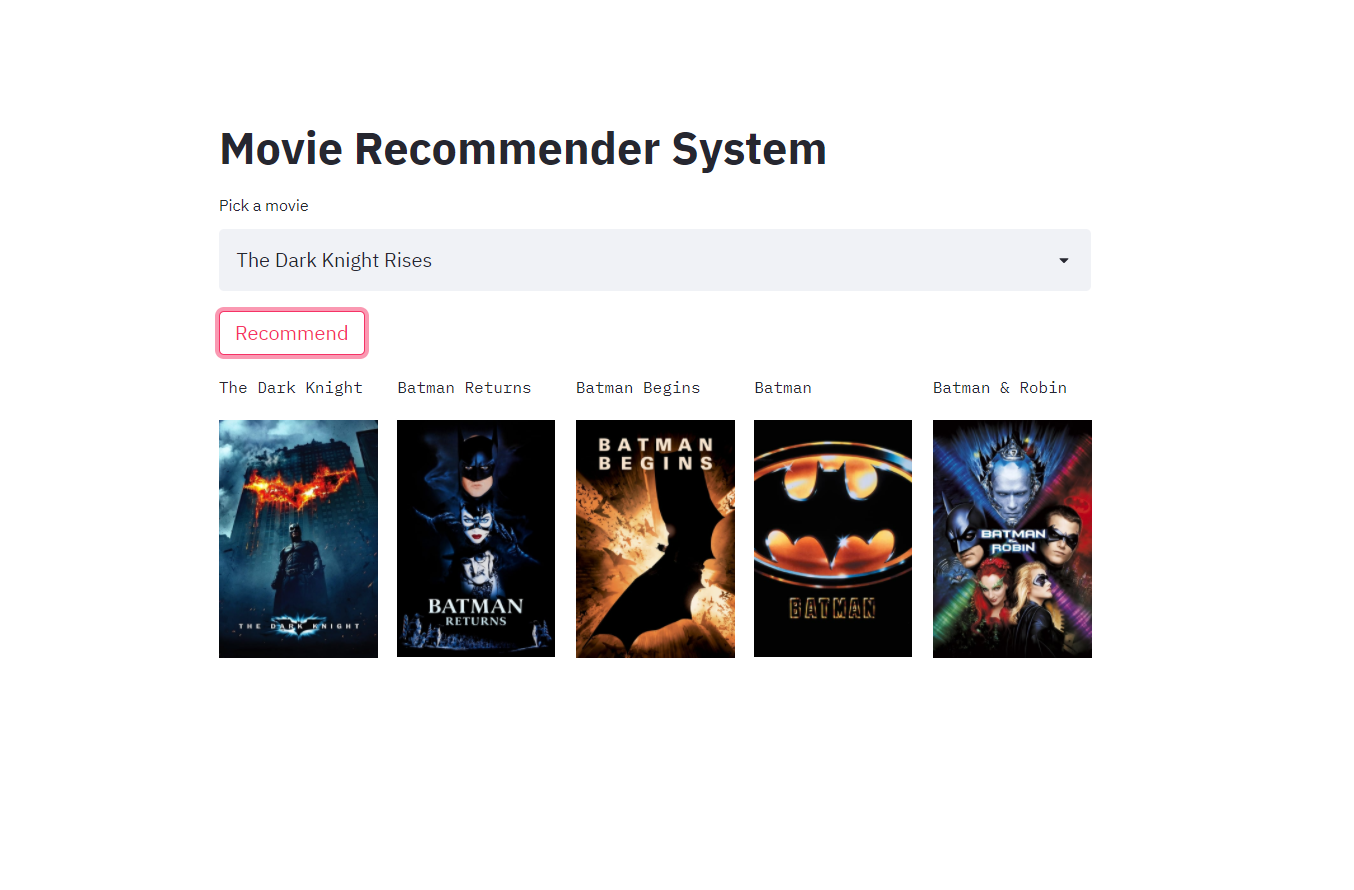 Movie Recommender System
Pick a movie
The Dark Knight Rises
Recommend
The Dark Knight
Batman Returns
Batman Begins
Batman
Batman & Robin
THE DARK KNIGHT
BATMAN
RETURNS
BATMAN
BEGINS
BATMAN
BATMAN
&
ROBIN